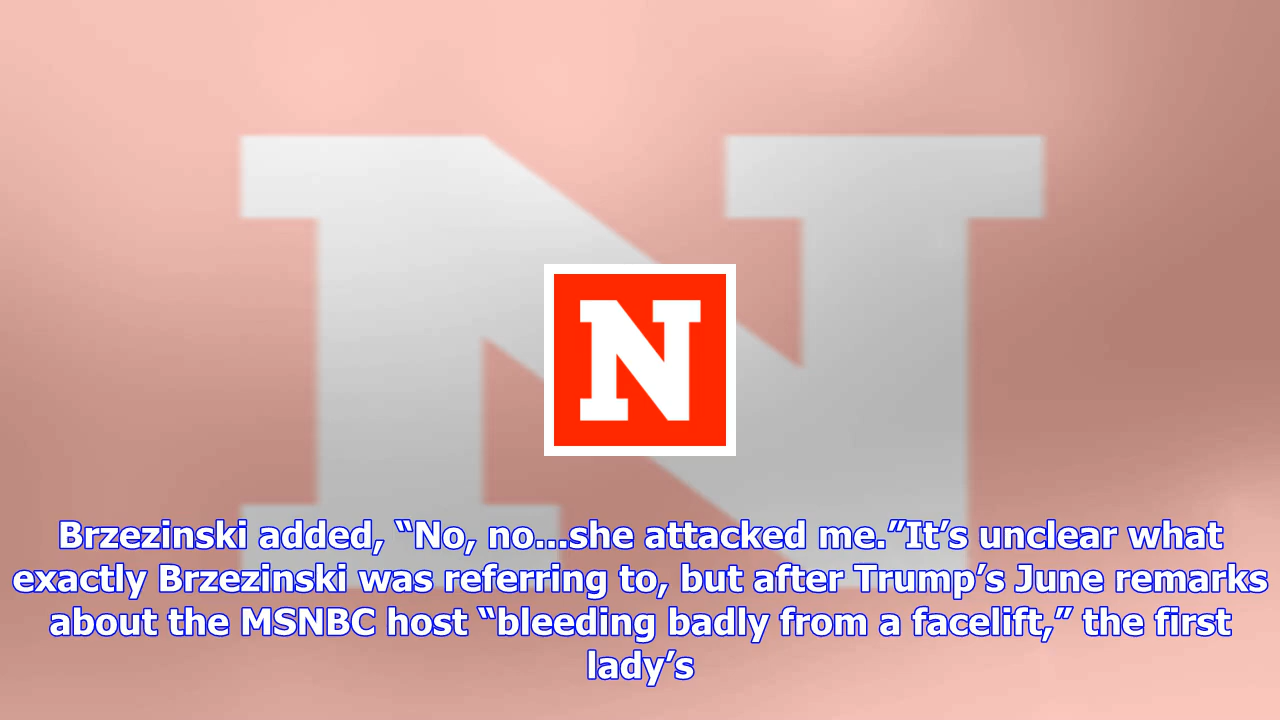 N
N
Brzezinski added, “No, no...she attacked me.”It’s unclear what
exactly Brzezinski was referring to, but after Trump’s June remarks
about the MSNBC host “bleeding badly from a facelift,” the first
lady’s